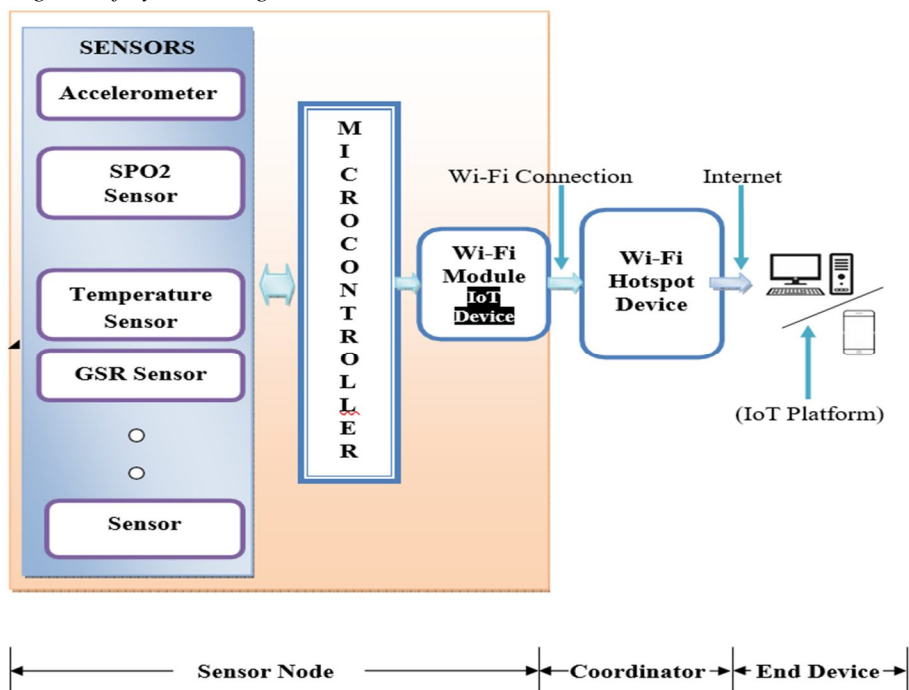 SENSORS
Accelerometer
SPO2
Sensor
Temperature
Sensor
GSR Sensor
Sensor
M
I
C
R
O
C
O
N
T
R
O
L
L
E
R
Wi-Fi
Module
IoT
Device
Wi-Fi Connection
Wi-Fi
Hotspot
Device
Internet
(IoT Platform)
Sensor Node
Coordinator
End Device